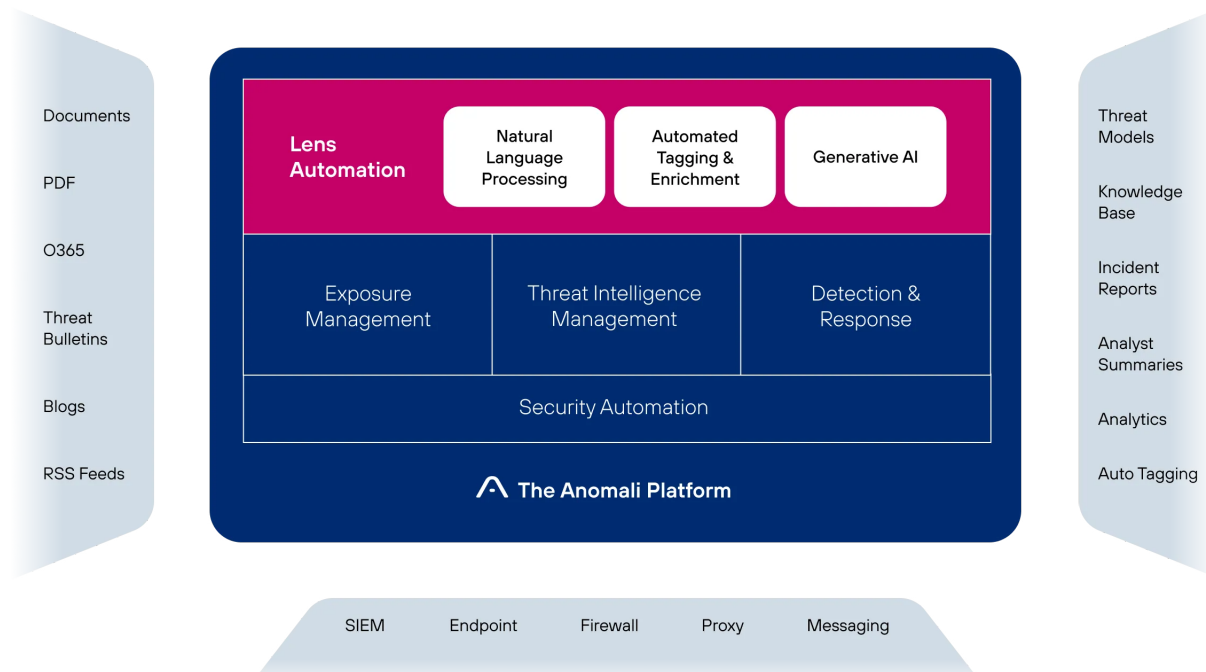 Documents
PDF
O365
Threat
Bulletins
Blogs
RSS Feeds
Lens
Automation
Natural
Language
Processing
Automated
Tagging &
Enrichment
Generative AI
Exposure
Management
Threat Intelligence
Management
Detection &
Response
Security Automation
The Anomali Platform
Threat
Models
Knowledge
Base
Incident
Reports
Analyst
Summaries
Analytics
Auto Tagging
SIEM
Endpoint
Firewall
Proxy
Messaging